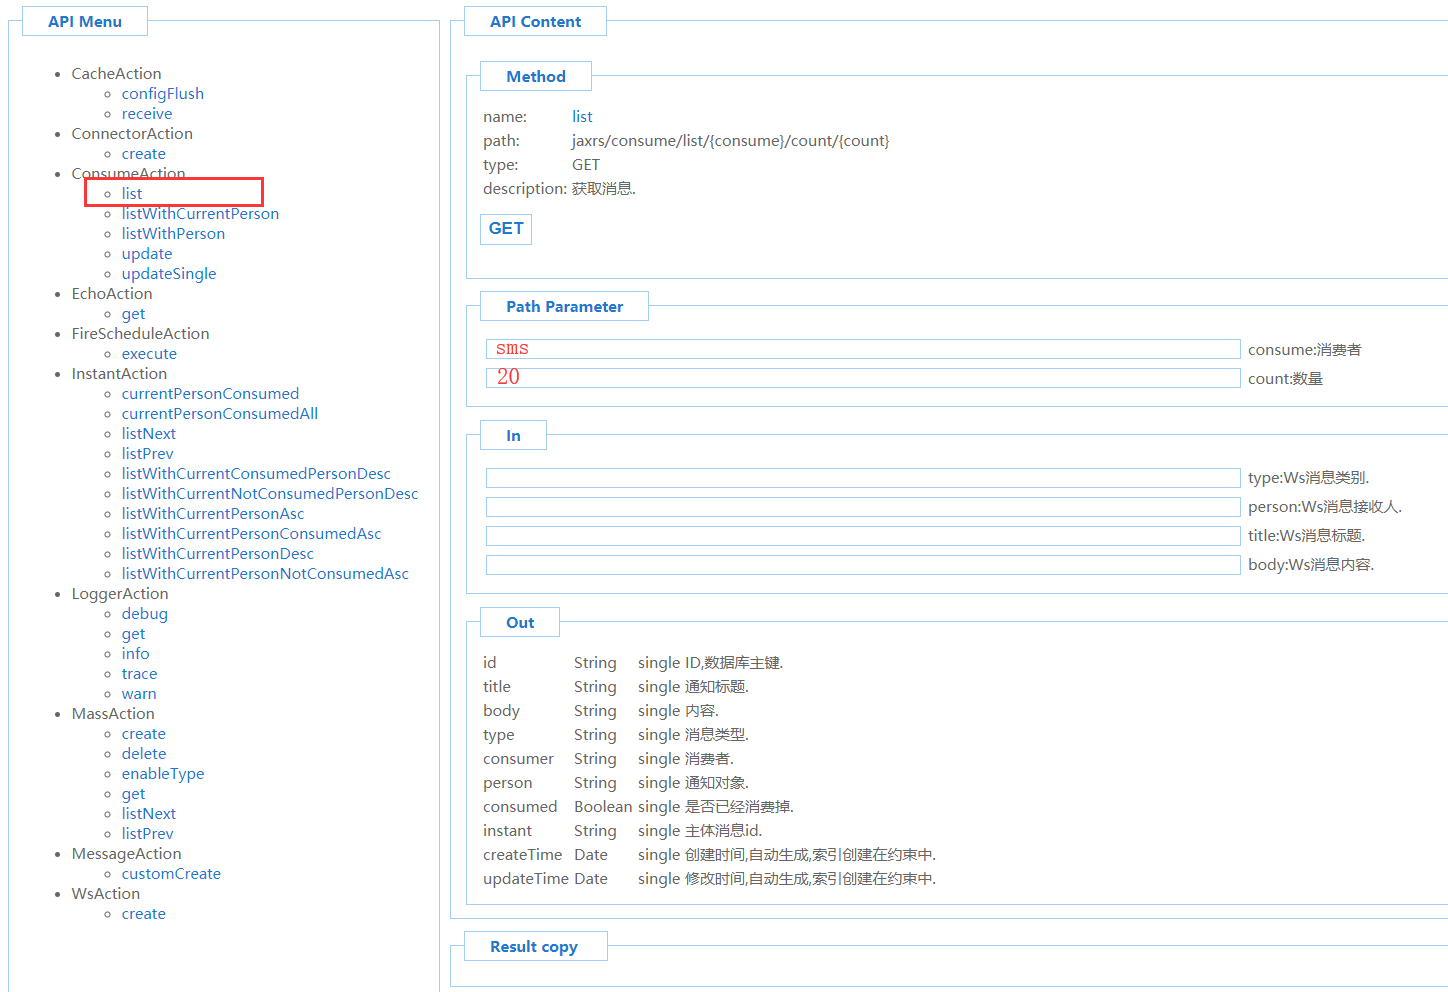 API Menu
CacheAction
configFlush
receive
ConnectorAction
create
ConsumeAction
list
listWithCurrentPerson
listWithPerson
update
updateSingle
EchoAction
get
FireScheduleAction
execute
InstantAction
currentPersonConsumed
currentPersonConsumedAll
listNext
listPrev
listWithCurrentConsumedPersonDesc
listWithCurrentNotConsumedPersonDesc
listWithCurrentPersonAsc
listWithCurrentPersonConsumedAsc
listWithCurrentPersonDesc
listWithCurrentPersonNotConsumedAsc
LoggerAction
debug
get
info
trace
warn
MassAction
create
delete
enableType
get
listNext
listPrev
MessageAction
customCreate
WsAction
create
API Content
Method
name: list
path: jaxrs/consume/list/{consume}/count/{count}
type: GET
description: 获取消息.
GET
Path Parameter
sms consume:消费者
20 count:数量
In
type:Ws消息类别.
person:Ws消息接收人.
title:Ws消息标题.
body:Ws消息内容.
Out
id String single ID,数据库主键.
title String single 通知标题.
body String single 内容.
type String single 消息类型.
consumer String single 消费者.
person String single 通知对象.
consumed Boolean single 是否已经消费掉.
instant String single 主体消息id.
createTime Date single 创建时间,自动生成,索引创建在约束中.
updateTime Date single 修改时间,自动生成,索引创建在约束中.
Result copy